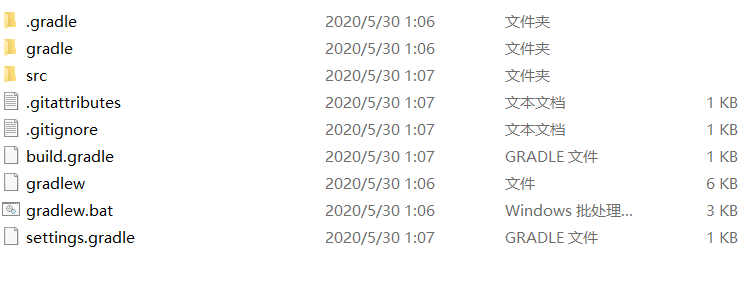 .gradle 2020/5/30 1:06 文件夹
gradle 2020/5/30 1:06 文件夹
src 2020/5/30 1:07 文件夹
.gitattributes 2020/5/30 1:07 文本文档 1 KB
.gitignore 2020/5/30 1:07 文本文档 1 KB
build.gradle 2020/5/30 1:07 GRADLE 文件 1 KB
gradlew 2020/5/30 1:06 文件 6 KB
gradlew.bat 2020/5/30 1:06 Windows 批处理... 3 KB
settings.gradle 2020/5/30 1:07 GRADLE 文件 1 KB